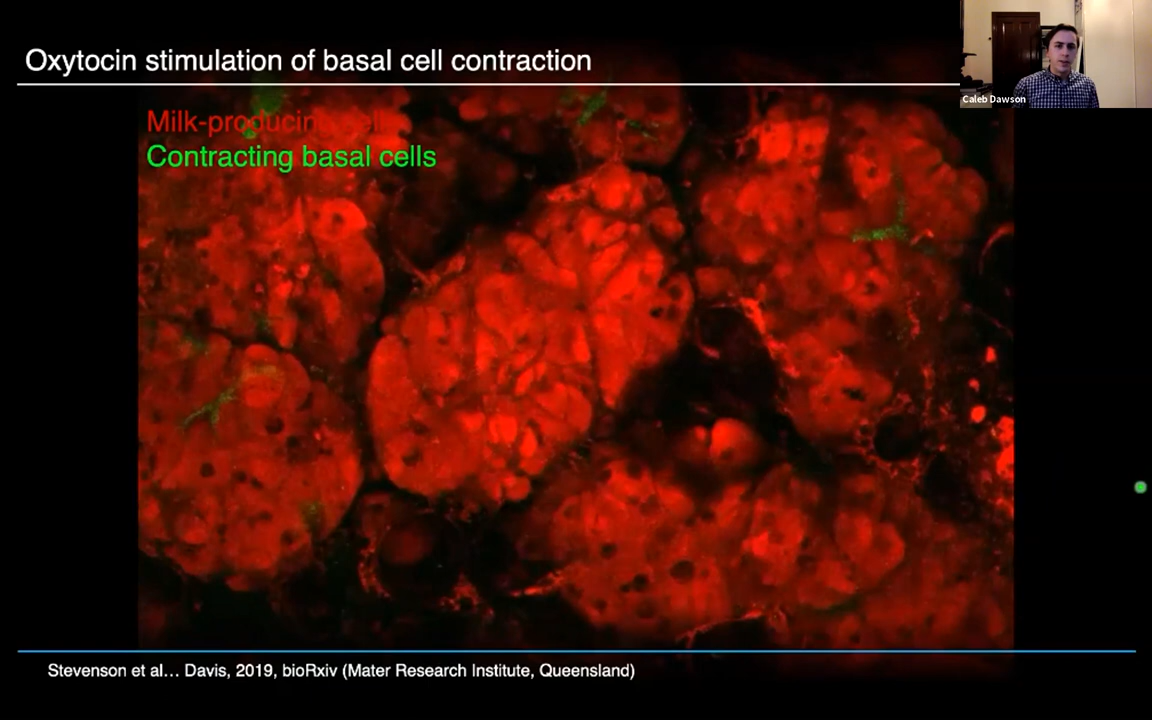 Oxytocin stimulation of basal cell contraction
Caleb Dawson
Milk-producing cells
Contracting basal cells
Stevenson et al... Davis, 2019, bioRxiv (Mater Research Institute, Queensland)